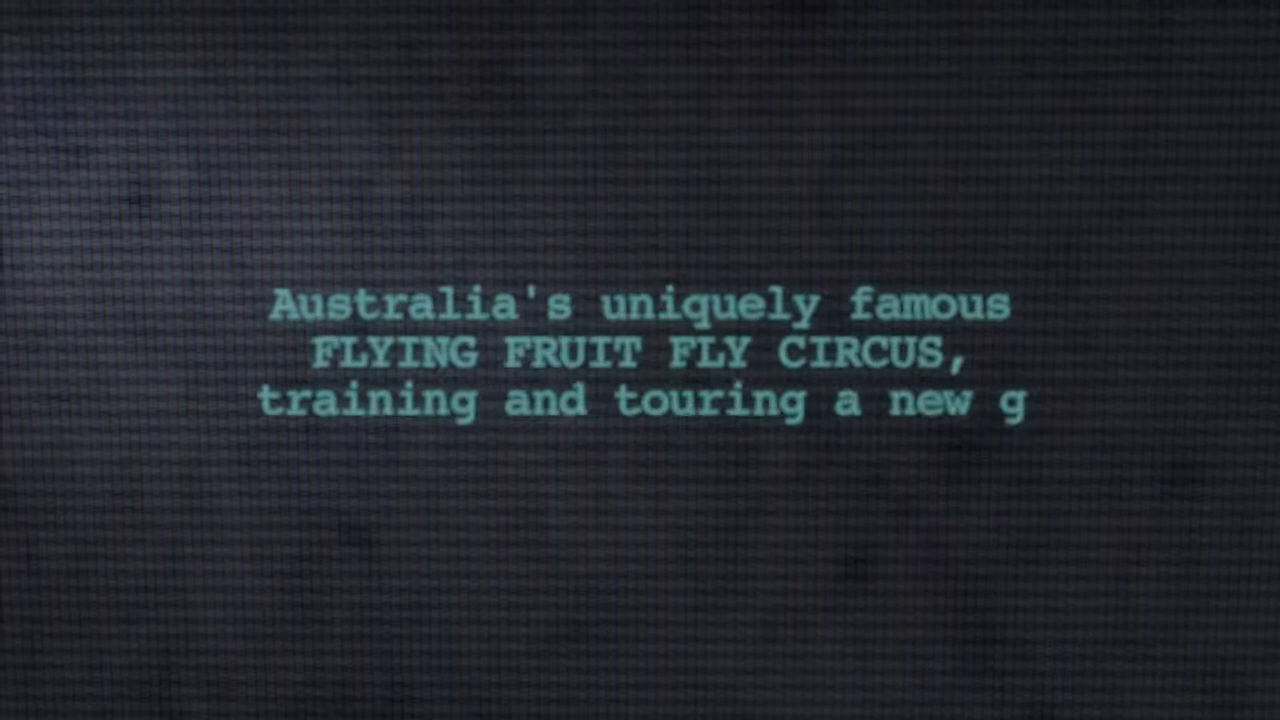 Australia's uniquely famous
FLYING FRUIT FLY CIRCUS,
training and touring a new g